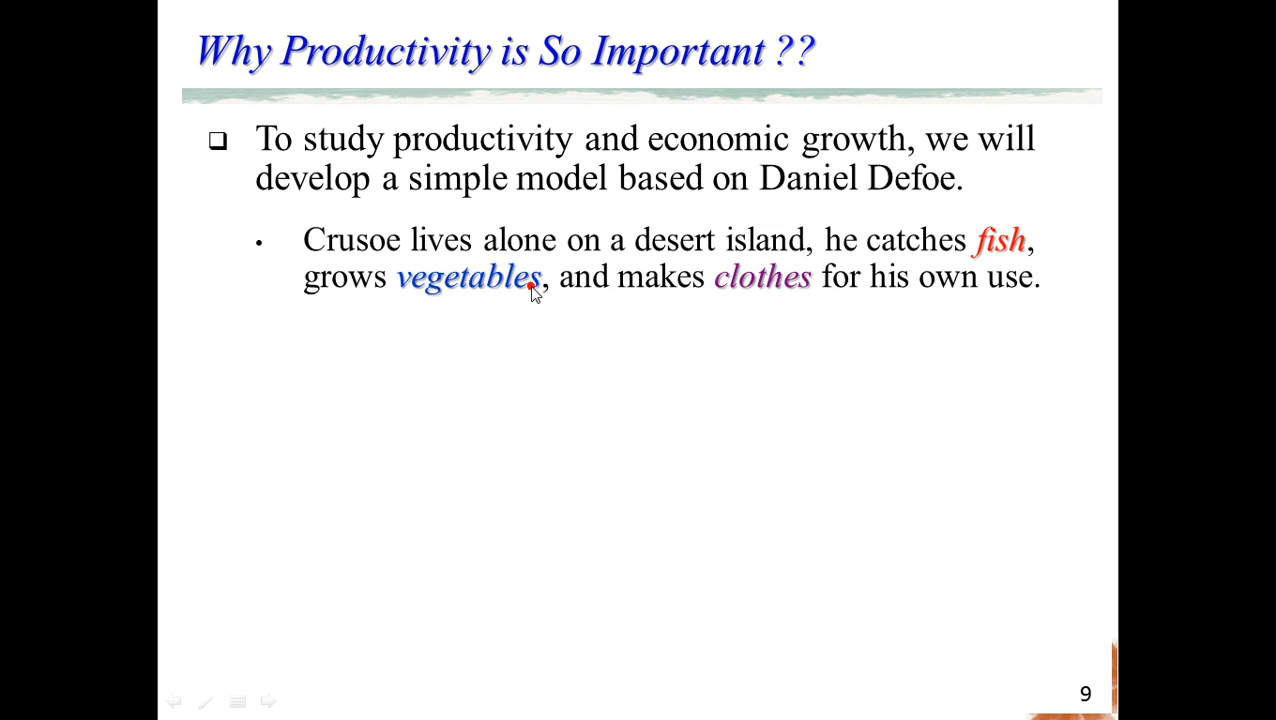 Why Productivity is So Important ??
❑ To study productivity and economic growth, we will
develop a simple model based on Daniel Defoe.
• Crusoe lives alone on a desert island, he catches fish,
grows vegetables, and makes clothes for his own use.
9